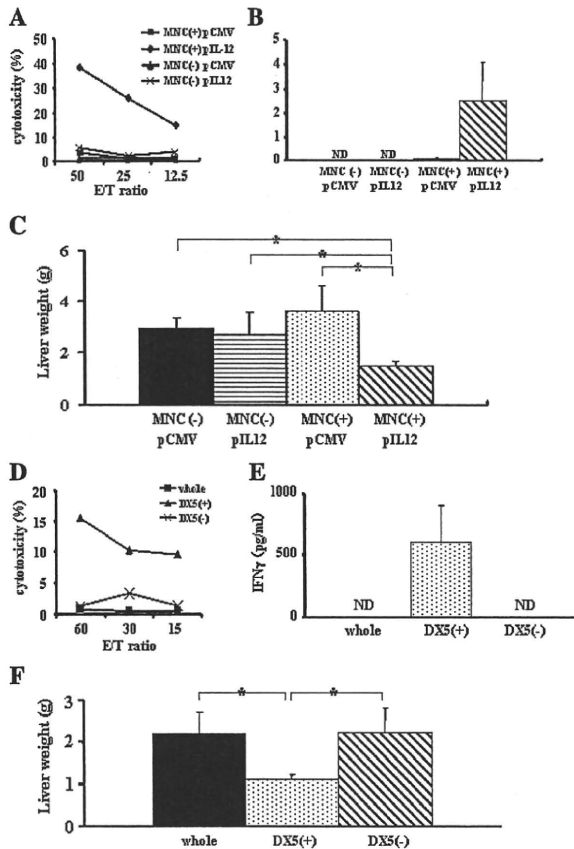 A
cytotoxicity (%)
50
40
30
20
10
0
50 25 12.5
E/T ratio
MNC(+)pCMV
MNC(+)pIL-12
MNC(-) pCMV
MNC(-) pIL12
B
5
4
3
2
1
0
ND ND
MNC (-) MNC(-) MNC(+) MNC(+)
pCMV pIL12 pCMV pIL12
C
Liver weight (g)
6
4
2
0
*
*
*
MNC (-) MNC(-) MNC(+) MNC(+)
pCMV pIL12 pCMV pIL12
D
cytotoxicity (%)
20
15
10
5
0
60 30 15
E/T ratio
whole
DX5(+)
DX5(-)
E
IFNγ (pg/ml)
1000
500
0
ND ND
whole DX5(+) DX5(-)
F
Liver weight (g)
3
2
1
0
* *
whole DX5(+) DX5(-)